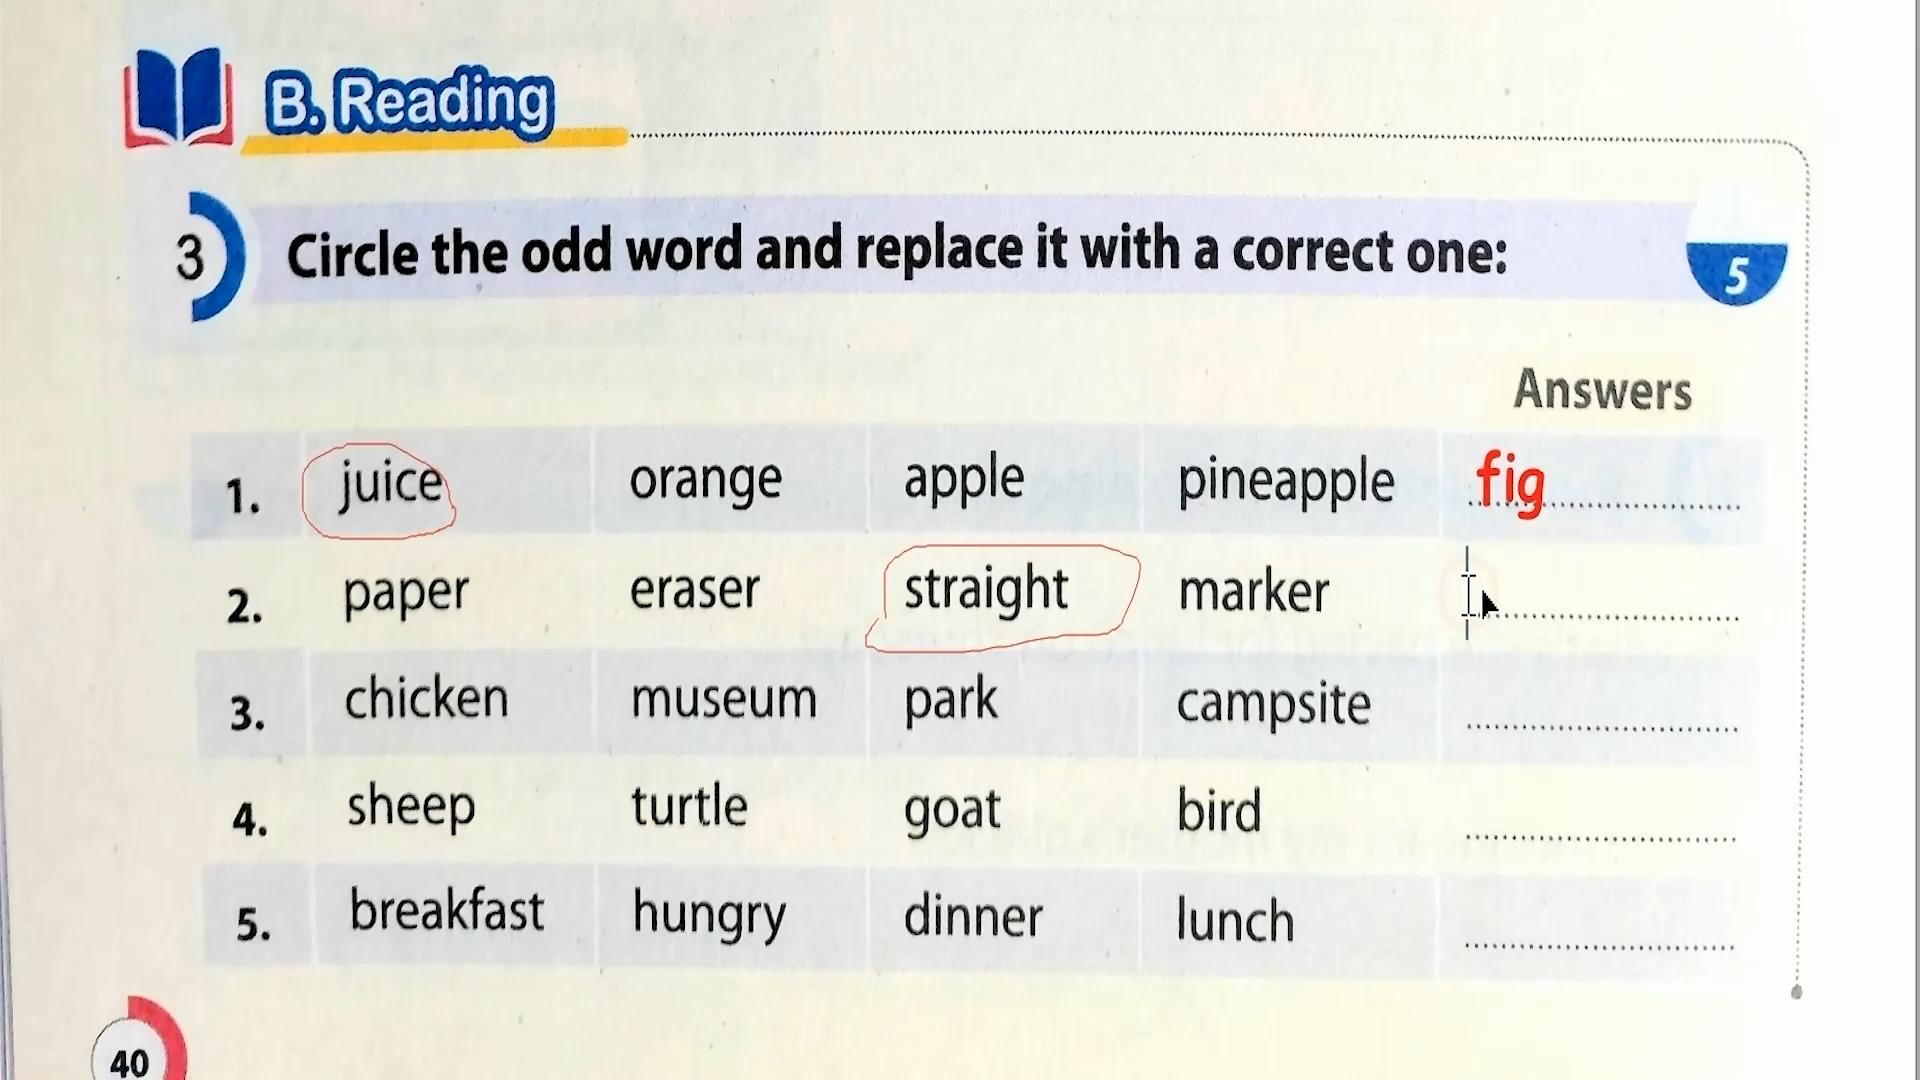 B. Reading
3 Circle the odd word and replace it with a correct one: 5
Answers
1. juice orange apple pineapple fig
2. paper eraser straight marker
3. chicken museum park campsite
4. sheep turtle goat bird
5. breakfast hungry dinner lunch
40